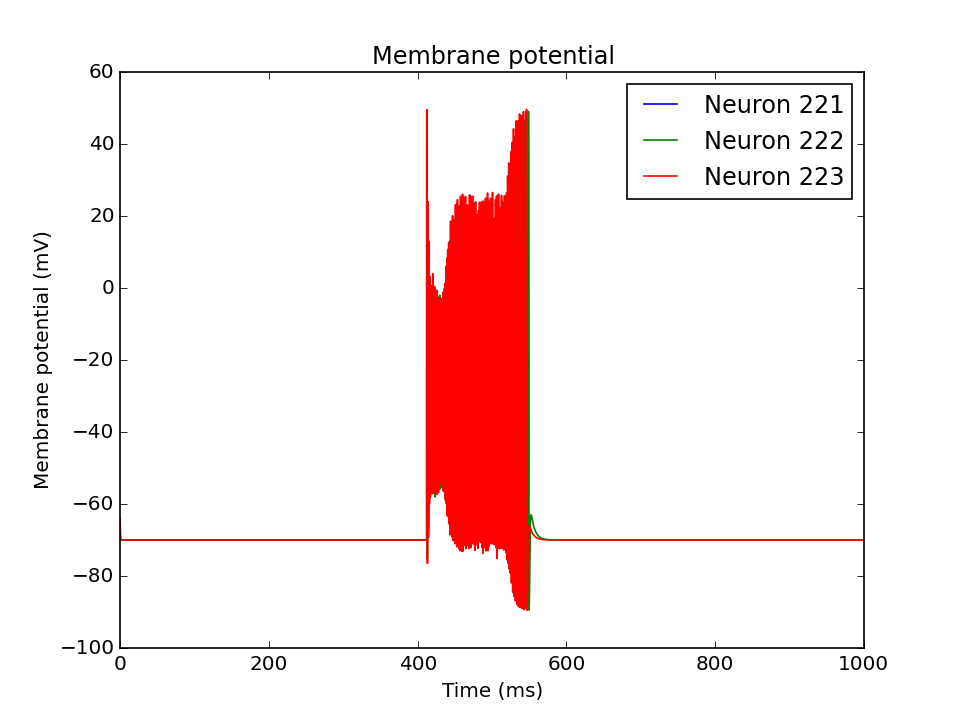 Membrane potential
60
40
20
0
−20
−40
−60
−80
−100
Membrane potential (mV)
Neuron 221
Neuron 222
Neuron 223
0 200 400 600 800 1000
Time (ms)